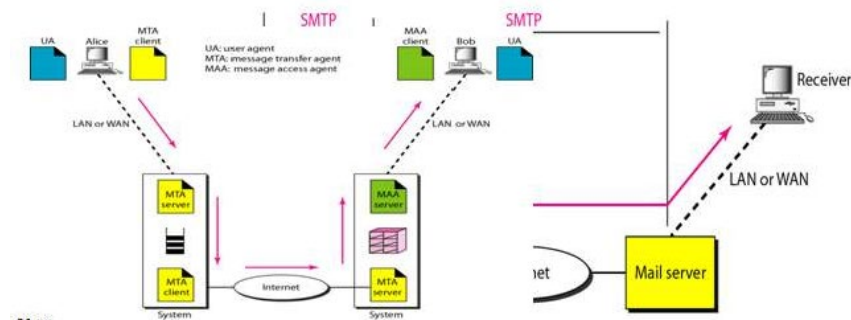 SMTP
SMTP
UA
Alice
MTA
client
UA: user agent
MTA: message transfer agent
MAA: message access agent
MAA
client
Bob
UA
LAN or WAN
LAN or WAN
Receiver
LAN or WAN
MTA
server
MTA
client
System
Internet
MAA
server
MTA
server
System
net
Mail server